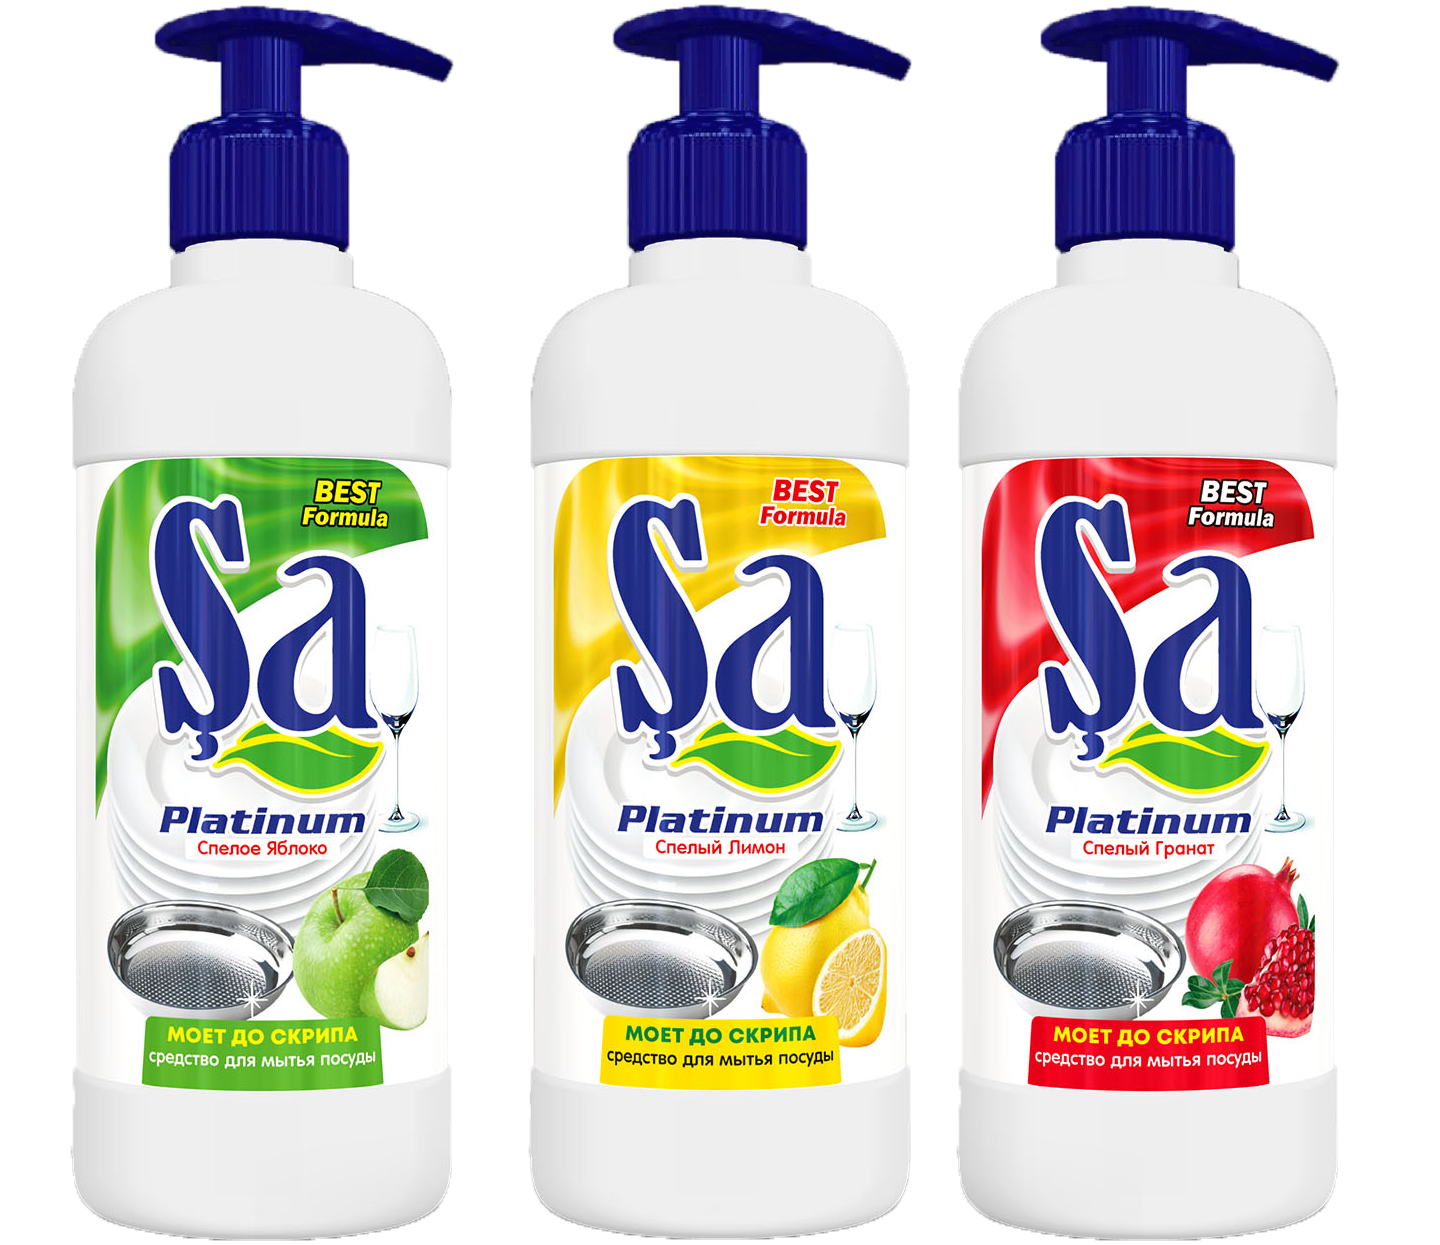 BEST
Formula
Şa
Platinum
Спелое Яблоко
МОЕТ ДО СКРИПА
средство для мытья посуды
BEST
Formula
Şa
Platinum
Спелый Лимон
МОЕТ ДО СКРИПА
средство для мытья посуды
BEST
Formula
Şa
Platinum
Спелый Гранат
МОЕТ ДО СКРИПА
средство для мытья посуды